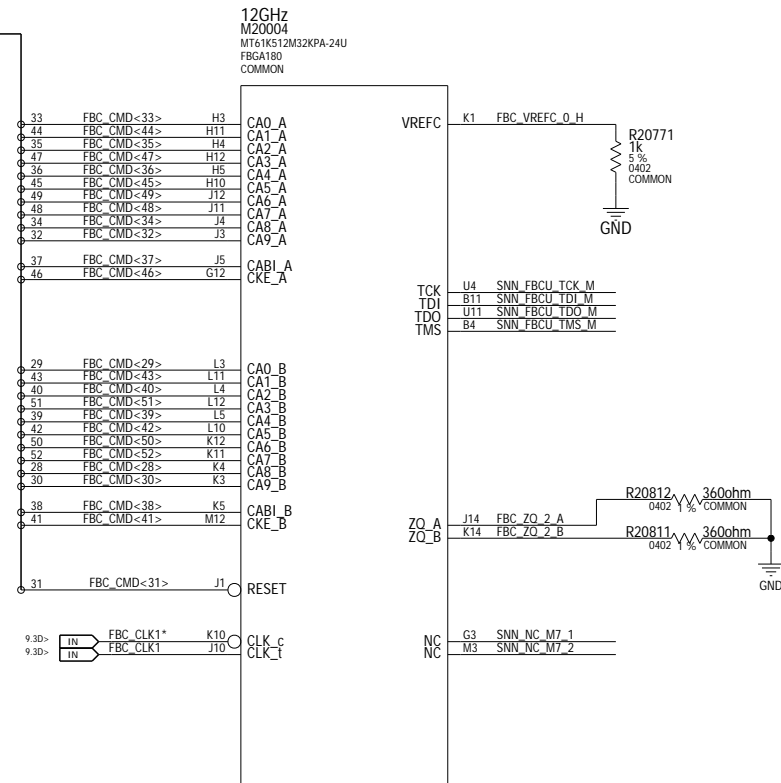 12GHz
M20004
MT61K512M32KPA-24U
FBGA180
COMMON
33 FBC_CMD<33> H3 CA0_A
44 FBC_CMD<44> H11 CA1_A
35 FBC_CMD<35> H4 CA2_A
47 FBC_CMD<47> H12 CA3_A
36 FBC_CMD<36> H5 CA4_A
45 FBC_CMD<45> H10 CA5_A
49 FBC_CMD<49> J12 CA6_A
48 FBC_CMD<48> J11 CA7_A
34 FBC_CMD<34> J4 CA8_A
32 FBC_CMD<32> J3 CA9_A
37 FBC_CMD<37> J5 CABI_A
46 FBC_CMD<46> G12 CKE_A
29 FBC_CMD<29> L3 CA0_B
43 FBC_CMD<43> L11 CA1_B
40 FBC_CMD<40> L4 CA2_B
51 FBC_CMD<51> L12 CA3_B
39 FBC_CMD<39> L5 CA4_B
42 FBC_CMD<42> L10 CA5_B
50 FBC_CMD<50> K12 CA6_B
52 FBC_CMD<52> K11 CA7_B
28 FBC_CMD<28> K4 CA8_B
30 FBC_CMD<30> K3 CA9_B
38 FBC_CMD<38> K5 CABI_B
41 FBC_CMD<41> M12 CKE_B
31 FBC_CMD<31> J1 RESET
9.3D> IN FBC_CLK1* K10 CLK_c
9.3D> IN FBC_CLK1 J10 CLK_t
VREFC K1 FBC_VREFC_0_H
R20771
1k
5 %
0402
COMMON
GND
TCK U4 SNN_FBCU_TCK_M
TDI B11 SNN_FBCU_TDI_M
TDO U11 SNN_FBCU_TDO_M
TMS B4 SNN_FBCU_TMS_M
R20812 360ohm
0402 1 % COMMON
ZQ_A J14 FBC_ZQ_2_A
ZQ_B K14 FBC_ZQ_2_B
R20811 360ohm
0402 1 % COMMON
GND
NC G3 SNN_NC_M7_1
NC M3 SNN_NC_M7_2